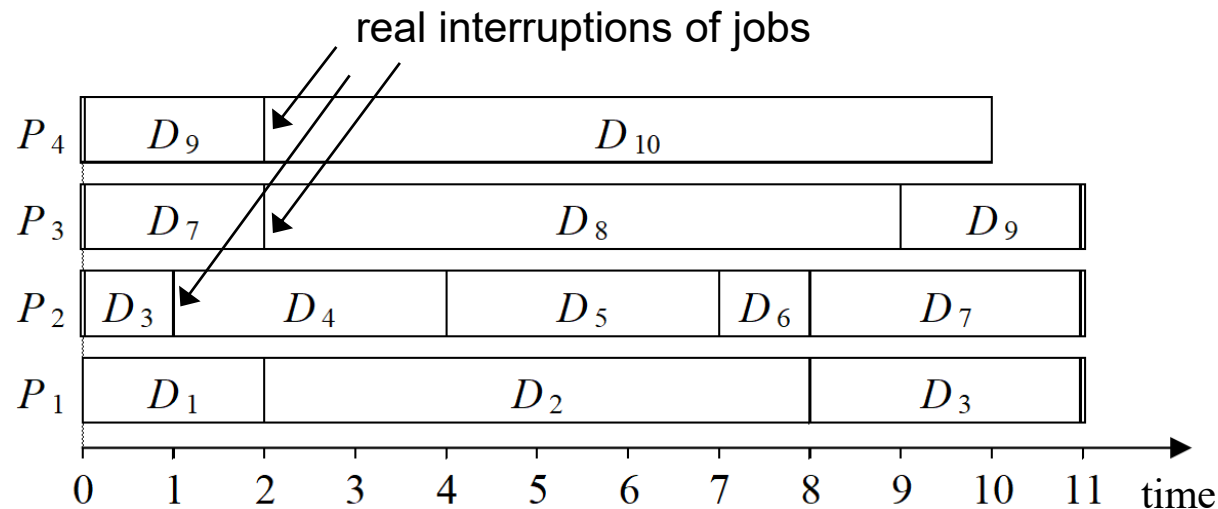 real interruptions of jobs
P4 D9 D10
P3 D7 D8 D9
P2 D3 D4 D5 D6 D7
P1 D1 D2 D3
0 1 2 3 4 5 6 7 8 9 10 11 time